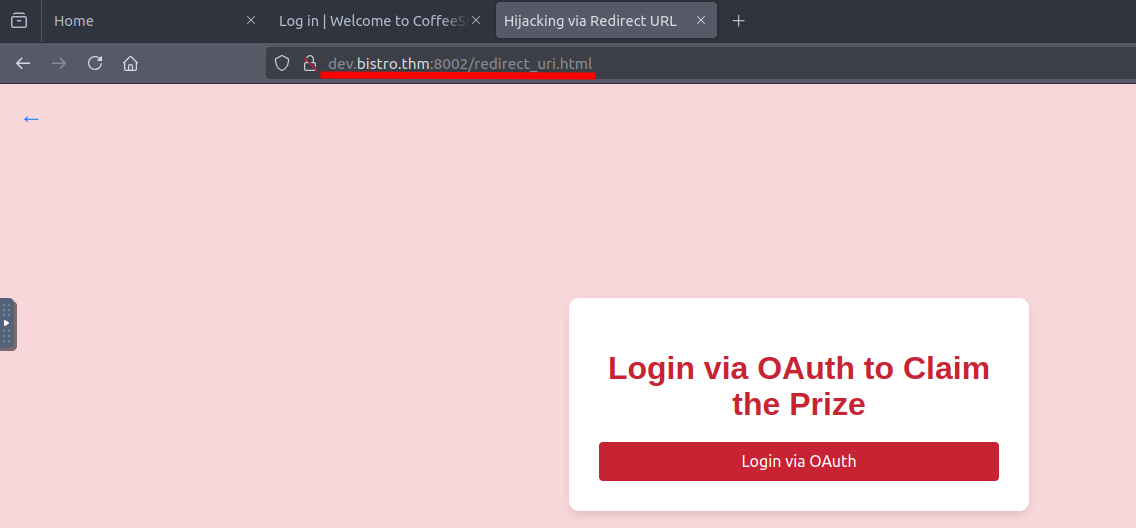 Home
Log in | Welcome to CoffeeS
Hijacking via Redirect URL
dev.bistro.thm:8002/redirect_uri.html
←
Login via OAuth to Claim
the Prize
Login via OAuth